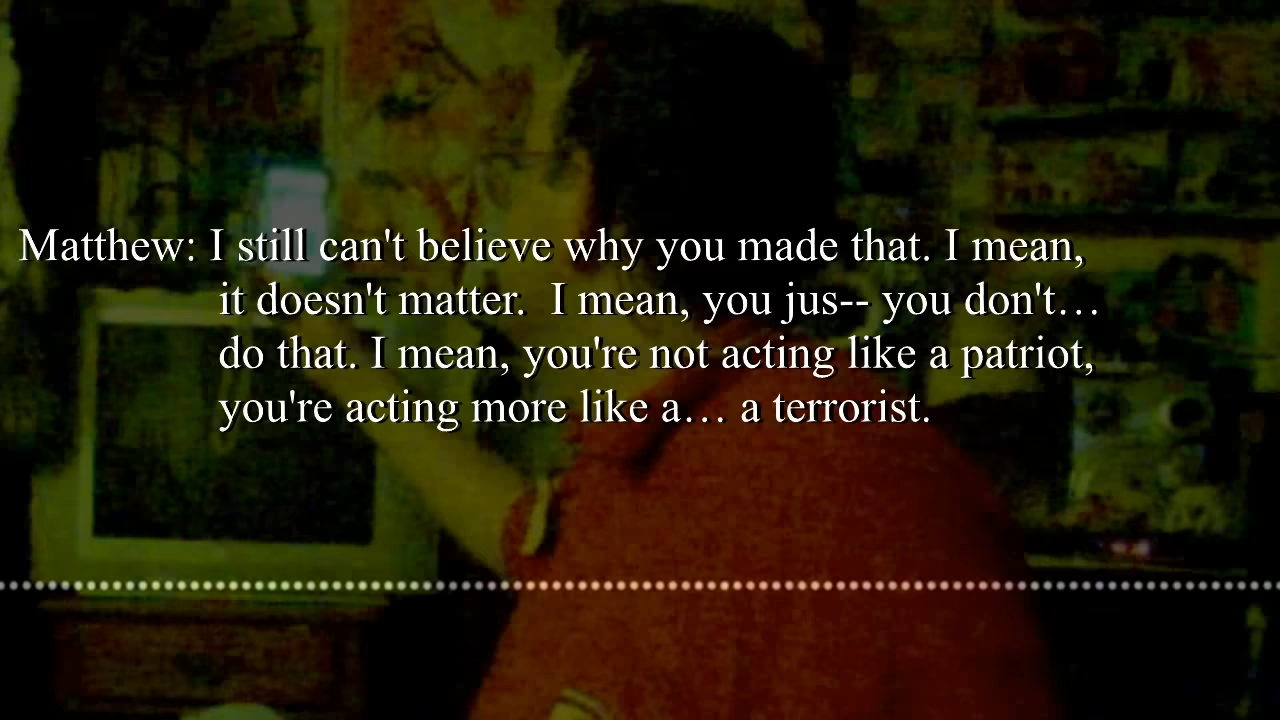 Matthew: I still can't believe why you made that. I mean,
it doesn't matter.  I mean, you jus-- you don't…
do that. I mean, you're not acting like a patriot,
you're acting more like a… a terrorist.